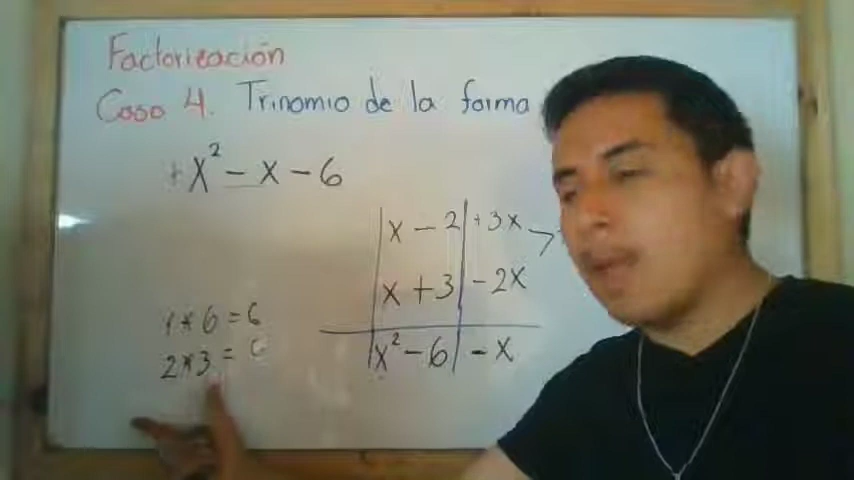 Factorización
Caso 4. Trinomio de la forma
+x² - x - 6
x - 2 +3x
x + 3 -2x
x² - 6 -x
1 * 6 = 6
2 * 3 = 6